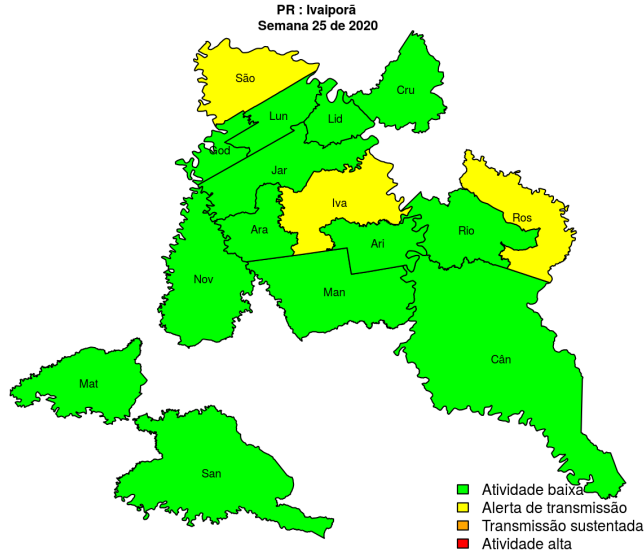 PR : Ivaiporã
Semana 25 de 2020
São
Cru
Lun
Lid
God
Jar
Iva
Ros
Ara
Ari
Rio
Nov
Man
Cân
Mat
San
Atividade baixa
Alerta de transmissão
Transmissão sustentada
Atividade alta